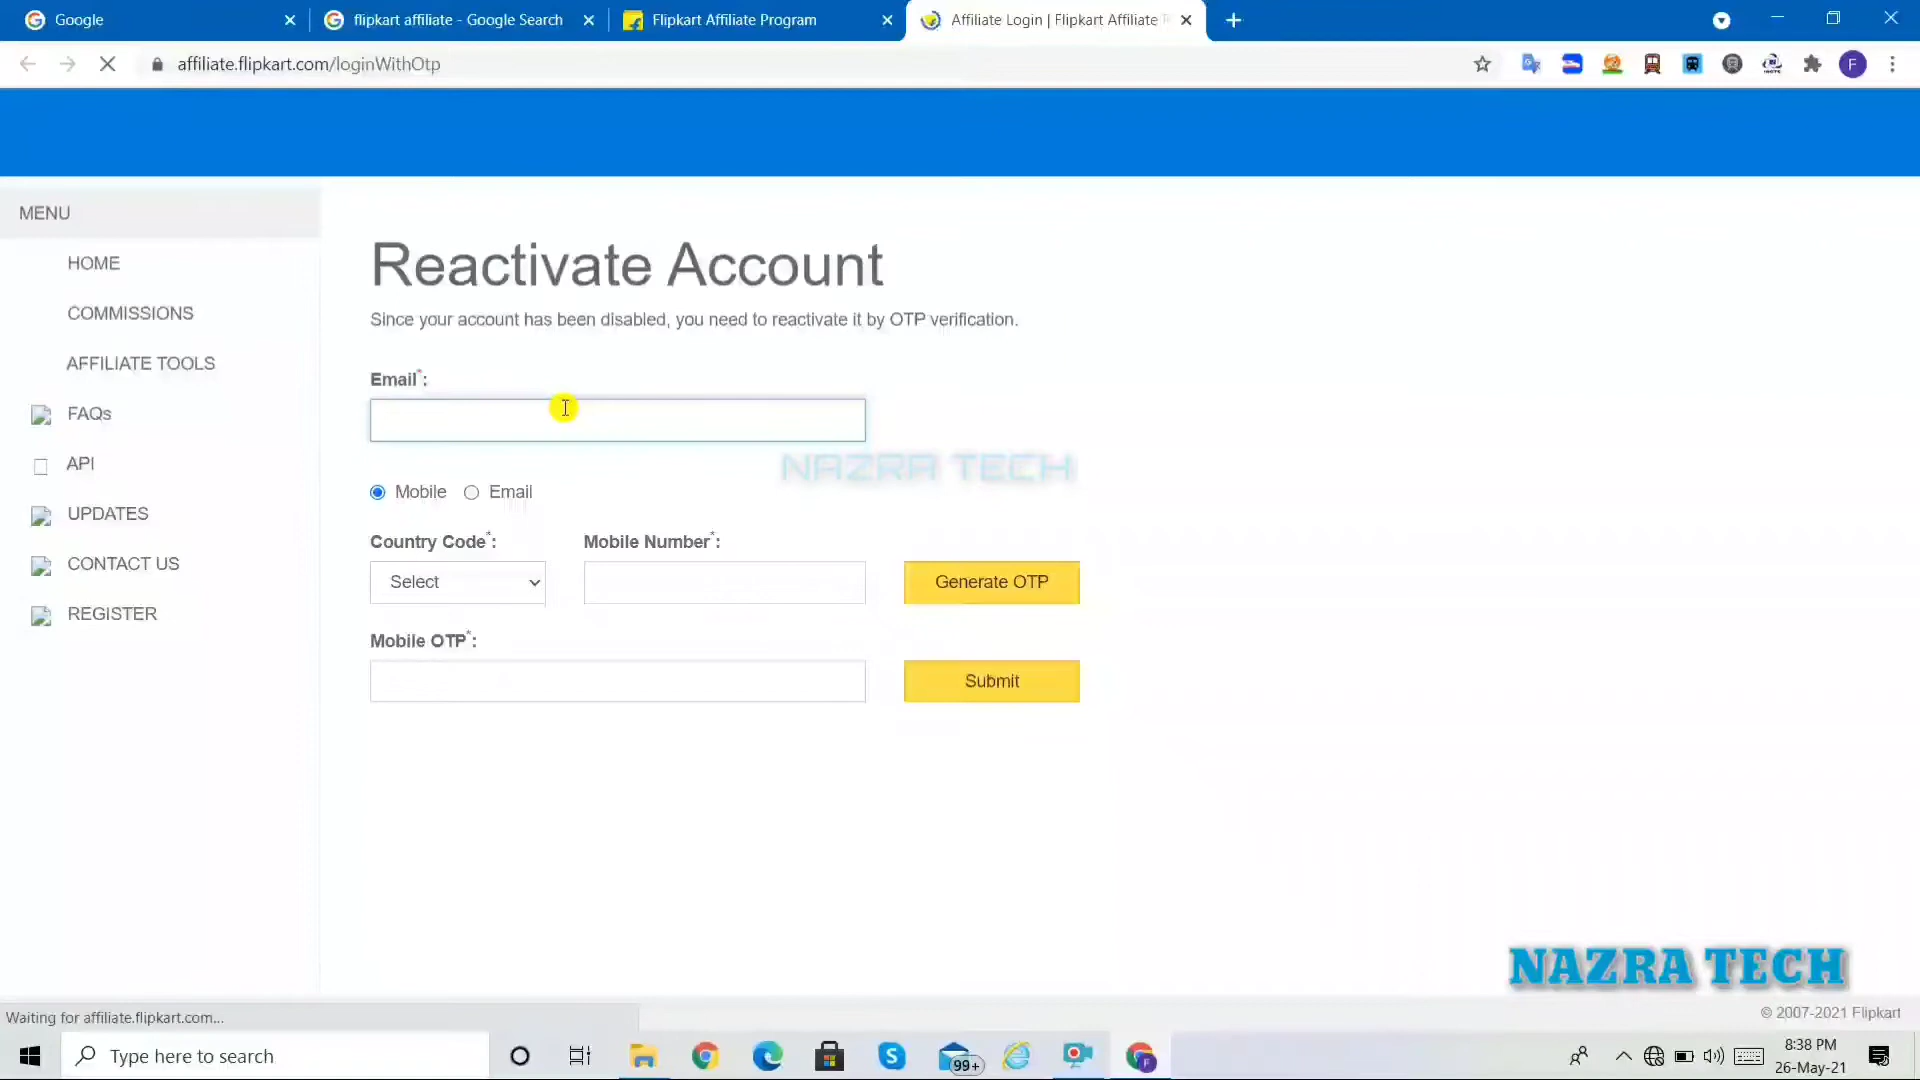 Google
flipkart affiliate - Google Search
Flipkart Affiliate Program
Affiliate Login | Flipkart Affiliate
affiliate.flipkart.com/loginWithOtp
F
MENU
HOME
COMMISSIONS
AFFILIATE TOOLS
FAQs
API
UPDATES
CONTACT US
REGISTER
Reactivate Account
Since your account has been disabled, you need to reactivate it by OTP verification.
Email*:
NAZRA TECH
Mobile Email
Country Code*: Mobile Number*:
Select Generate OTP
Mobile OTP*:
Submit
NAZRA TECH
© 2007-2021 Flipkart
Waiting for affiliate.flipkart.com...
Type here to search
99+
8:38 PM
26-May-21